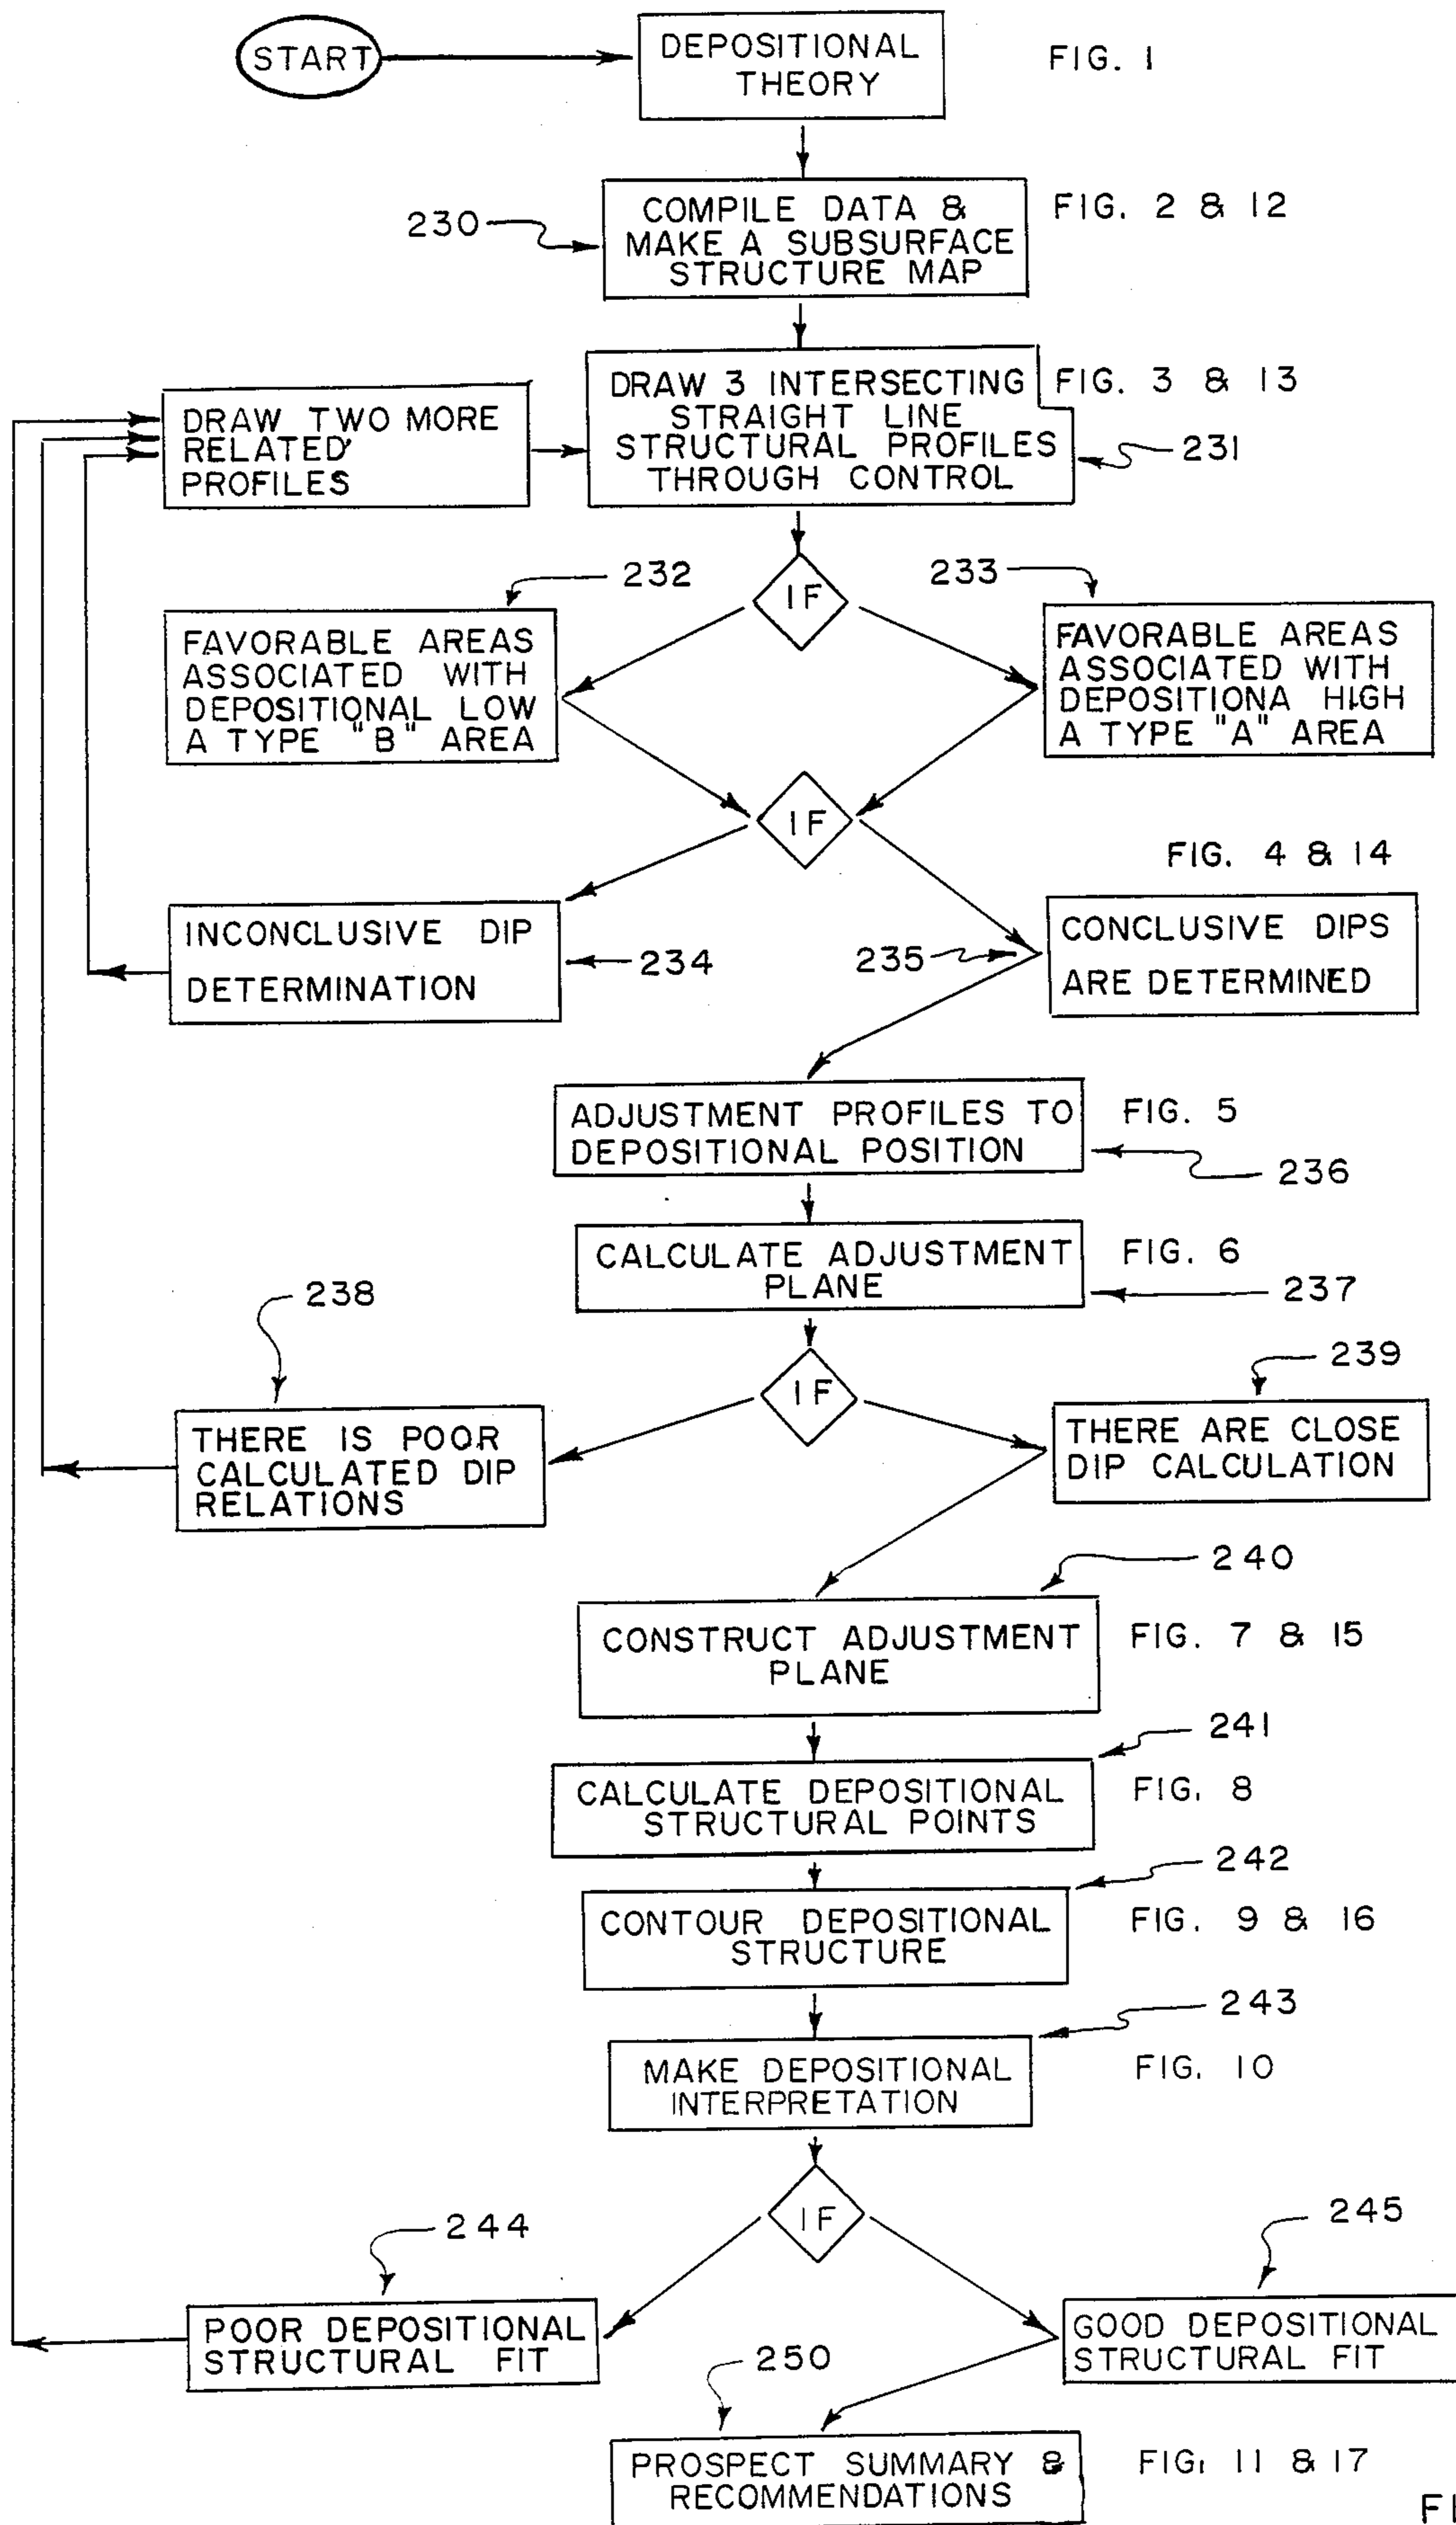 START
DEPOSITIONAL
THEORY
FIG. 1
230
COMPILE DATA &
MAKE A SUBSURFACE
STRUCTURE MAP
FIG. 2 & 12
DRAW TWO MORE
RELATED
PROFILES
DRAW 3 INTERSECTING
STRAIGHT LINE
STRUCTURAL PROFILES
THROUGH CONTROL
FIG. 3 & 13
231
232
IF
233
FAVORABLE AREAS
ASSOCIATED WITH
DEPOSITIONAL LOW
A TYPE "B" AREA
FAVORABLE AREAS
ASSOCIATED WITH
DEPOSITIONA HIGH
A TYPE "A" AREA
IF
FIG. 4 & 14
INCONCLUSIVE DIP
DETERMINATION
234
235
CONCLUSIVE DIPS
ARE DETERMINED
ADJUSTMENT PROFILES TO
DEPOSITIONAL POSITION
FIG. 5
236
CALCULATE ADJUSTMENT
PLANE
FIG. 6
237
238
IF
239
THERE IS POOR
CALCULATED DIP
RELATIONS
THERE ARE CLOSE
DIP CALCULATION
240
CONSTRUCT ADJUSTMENT
PLANE
FIG. 7 & 15
241
CALCULATE DEPOSITIONAL
STRUCTURAL POINTS
FIG. 8
242
CONTOUR DEPOSITIONAL
STRUCTURE
FIG. 9 & 16
243
MAKE DEPOSITIONAL
INTERPRETATION
FIG. 10
244
IF
245
POOR DEPOSITIONAL
STRUCTURAL FIT
GOOD DEPOSITIONAL
STRUCTURAL FIT
250
PROSPECT SUMMARY &
RECOMMENDATIONS
FIG. 11 & 17